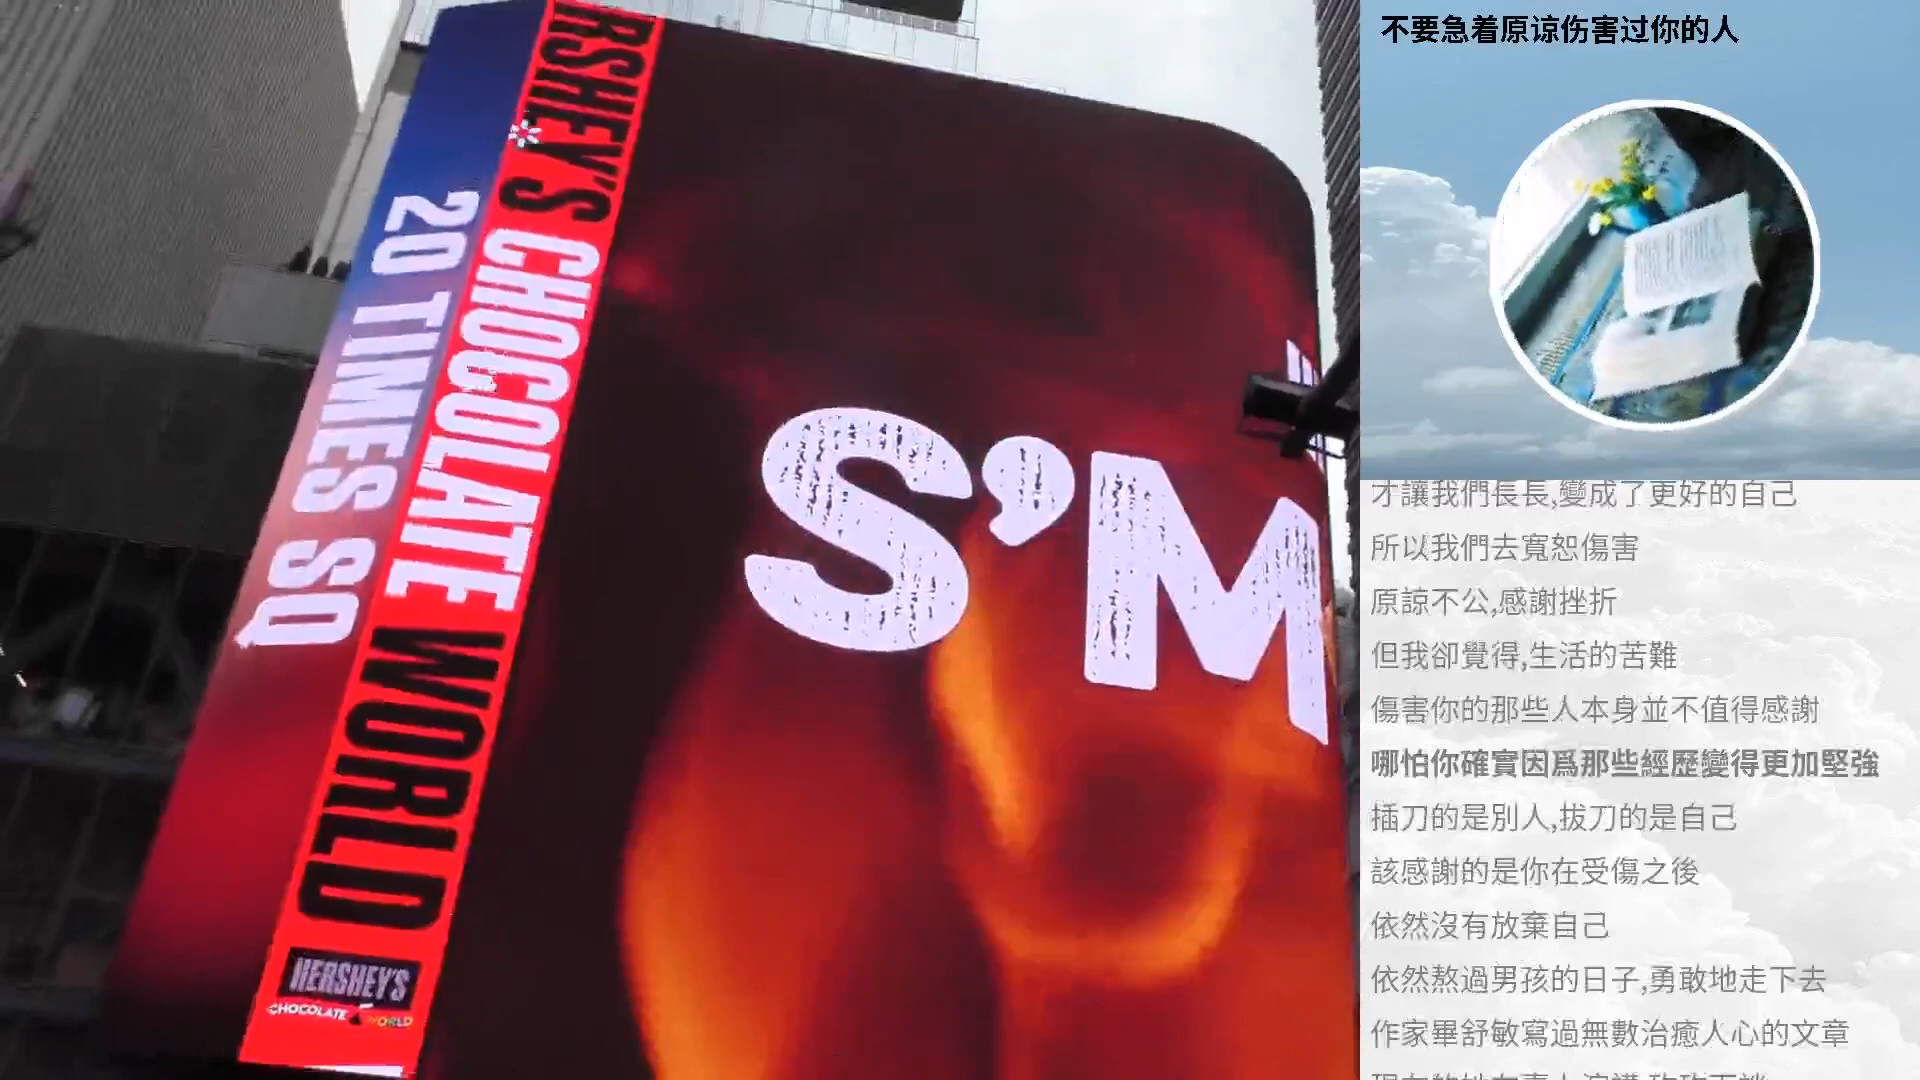 RSHEY'S CHOCOLATE WORLD
20 TIMES SQ
HERSHEY'S
CHOCOLATE WORLD
S'M
不要急着原谅伤害过你的人
才讓我們長長,變成了更好的自己
所以我們去寬恕傷害
原諒不公,感謝挫折
但我卻覺得,生活的苦難
傷害你的那些人本身並不值得感謝
哪怕你確實因爲那些經歷變得更加堅強
插刀的是別人,拔刀的是自己
該感謝的是你在受傷之後
依然沒有放棄自己
依然熬過男孩的日子,勇敢地走下去
作家畢舒敏寫過無數治癒人心的文章